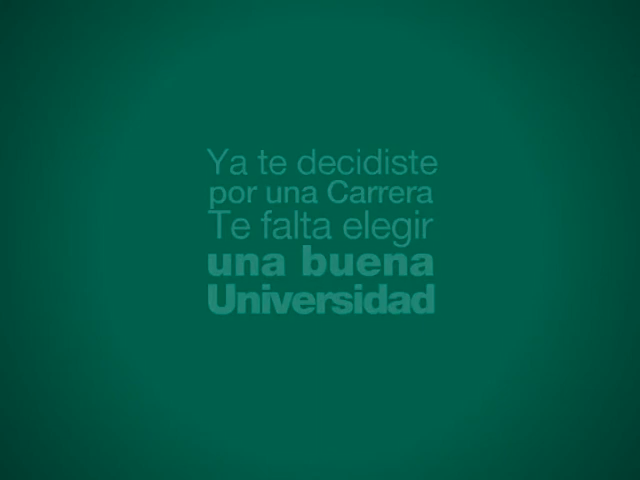 Ya te decidiste
por una Carrera
Te falta elegir
una buena
Universidad